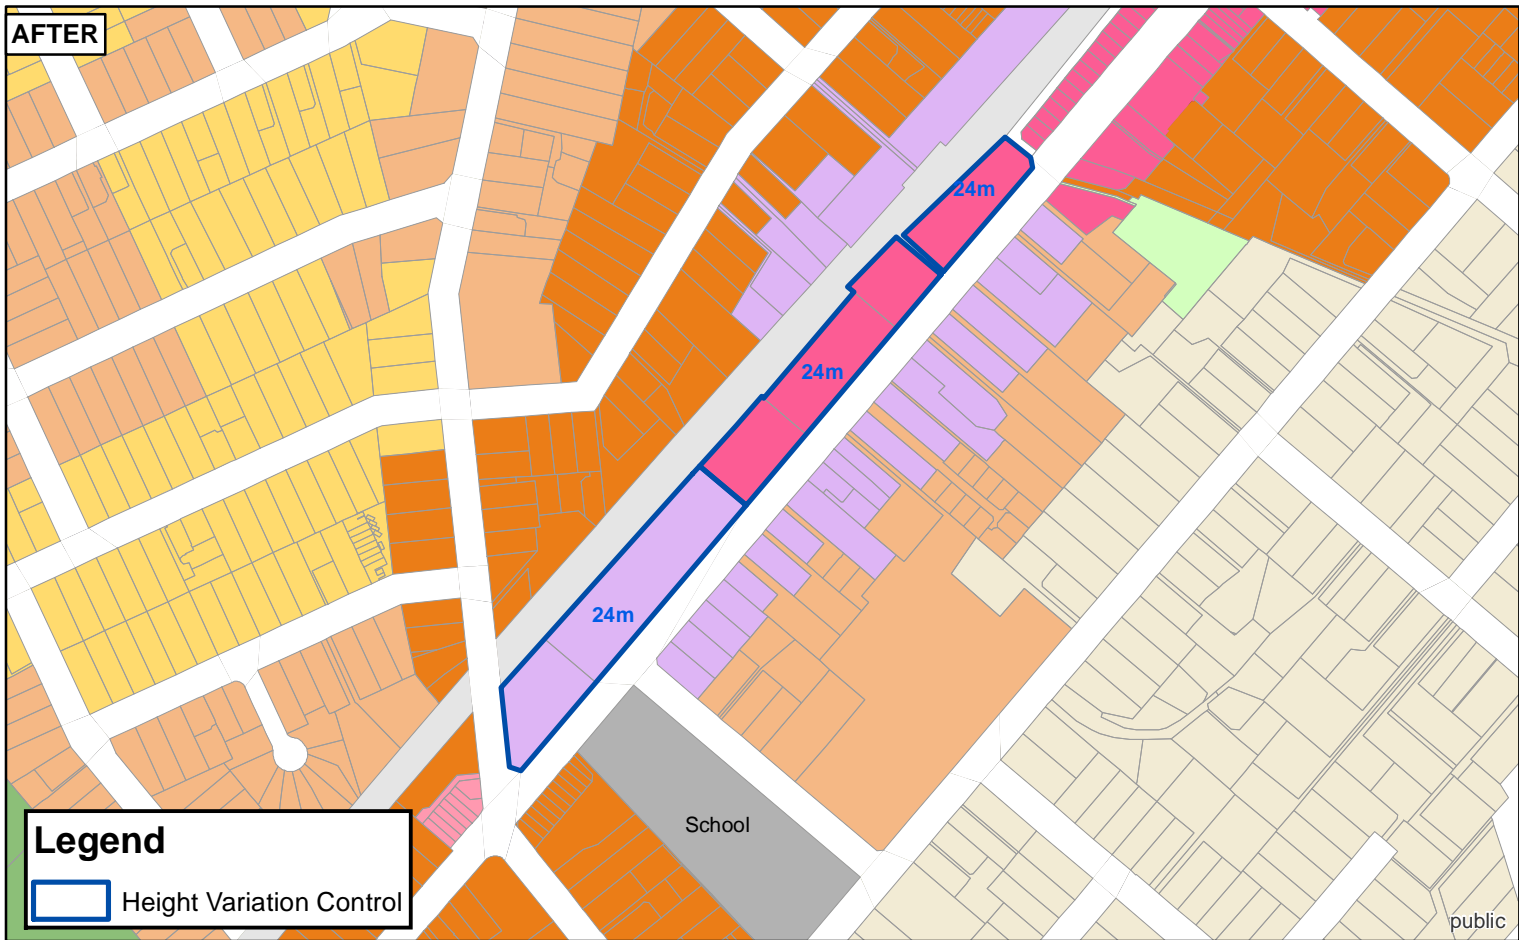 AFTER
24m
24m
24m
School
Legend
Height Variation Control
public